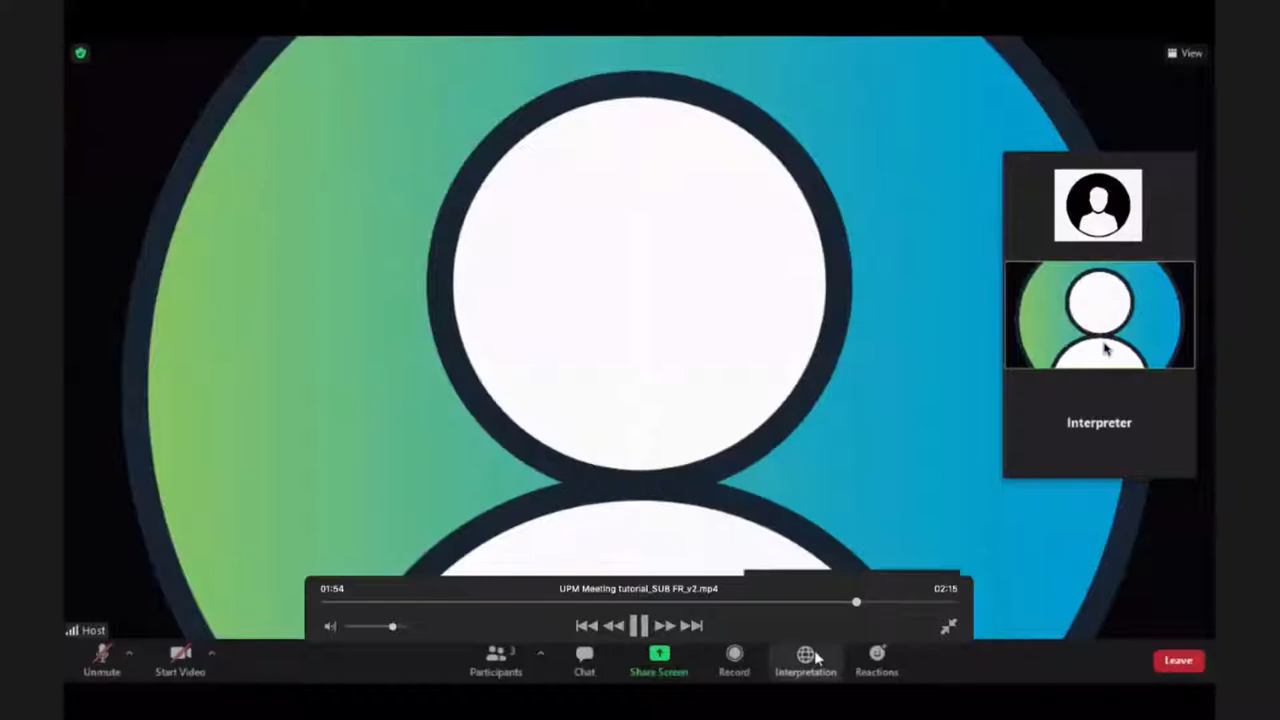 View
Interpreter
01:54 UPM Meeting tutorial_SUB FR_v2.mp4 02:15
Host
Unmute Start Video Participants 3 Chat Share Screen Record Interpretation Reactions Leave